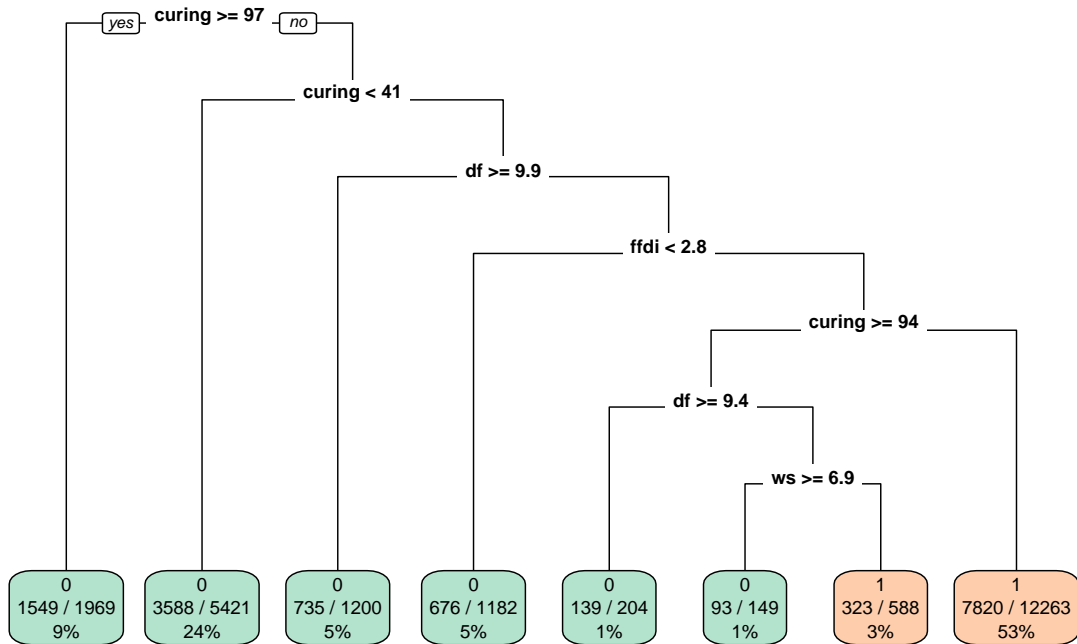 yes curing >= 97 no
curing < 41
df >= 9.9
ffdi < 2.8
curing >= 94
df >= 9.4
ws >= 6.9
0
1549 / 1969
9%
0
3588 / 5421
24%
0
735 / 1200
5%
0
676 / 1182
5%
0
139 / 204
1%
0
93 / 149
1%
1
323 / 588
3%
1
7820 / 12263
53%